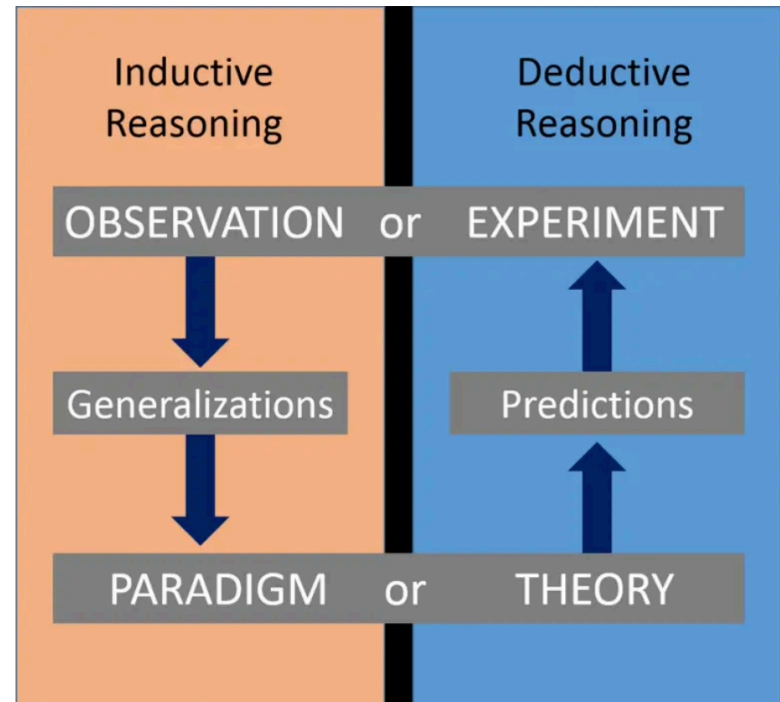 Inductive
Reasoning
Deductive
Reasoning
OBSERVATION or EXPERIMENT
Generalizations
Predictions
PARADIGM or THEORY